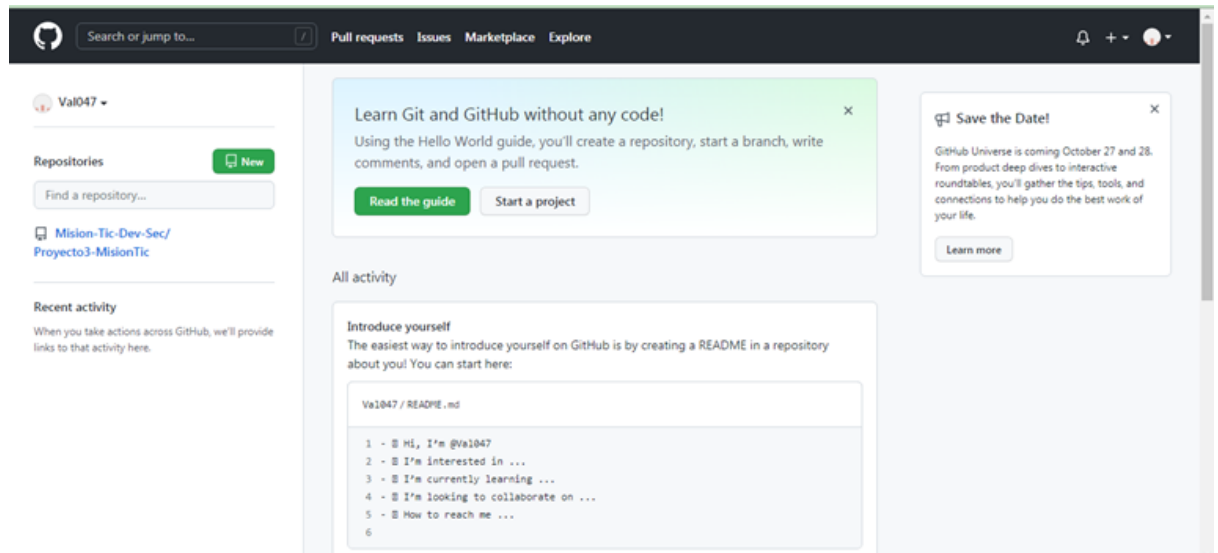 Search or jump to...
/
Pull requests Issues Marketplace Explore
Val047
Repositories
New
Find a repository...
Mision-Tic-Dev-Sec/
Proyecto3-MisionTic
Recent activity
When you take actions across GitHub, we'll provide
links to that activity here.
Learn Git and GitHub without any code!
Using the Hello World guide, you'll create a repository, start a branch, write
comments, and open a pull request.
Read the guide
Start a project
All activity
Introduce yourself
The easiest way to introduce yourself on GitHub is by creating a README in a repository
about you! You can start here:
Val047 / README.md
1 - Hi, I'm @Val047
2 - I'm interested in ...
3 - I'm currently learning ...
4 - I'm looking to collaborate on ...
5 - How to reach me ...
6
Save the Date!
GitHub Universe is coming October 27 and 28.
From product deep dives to interactive
roundtables, you'll gather the tips, tools, and
connections to help you do the best work of
your life.
Learn more